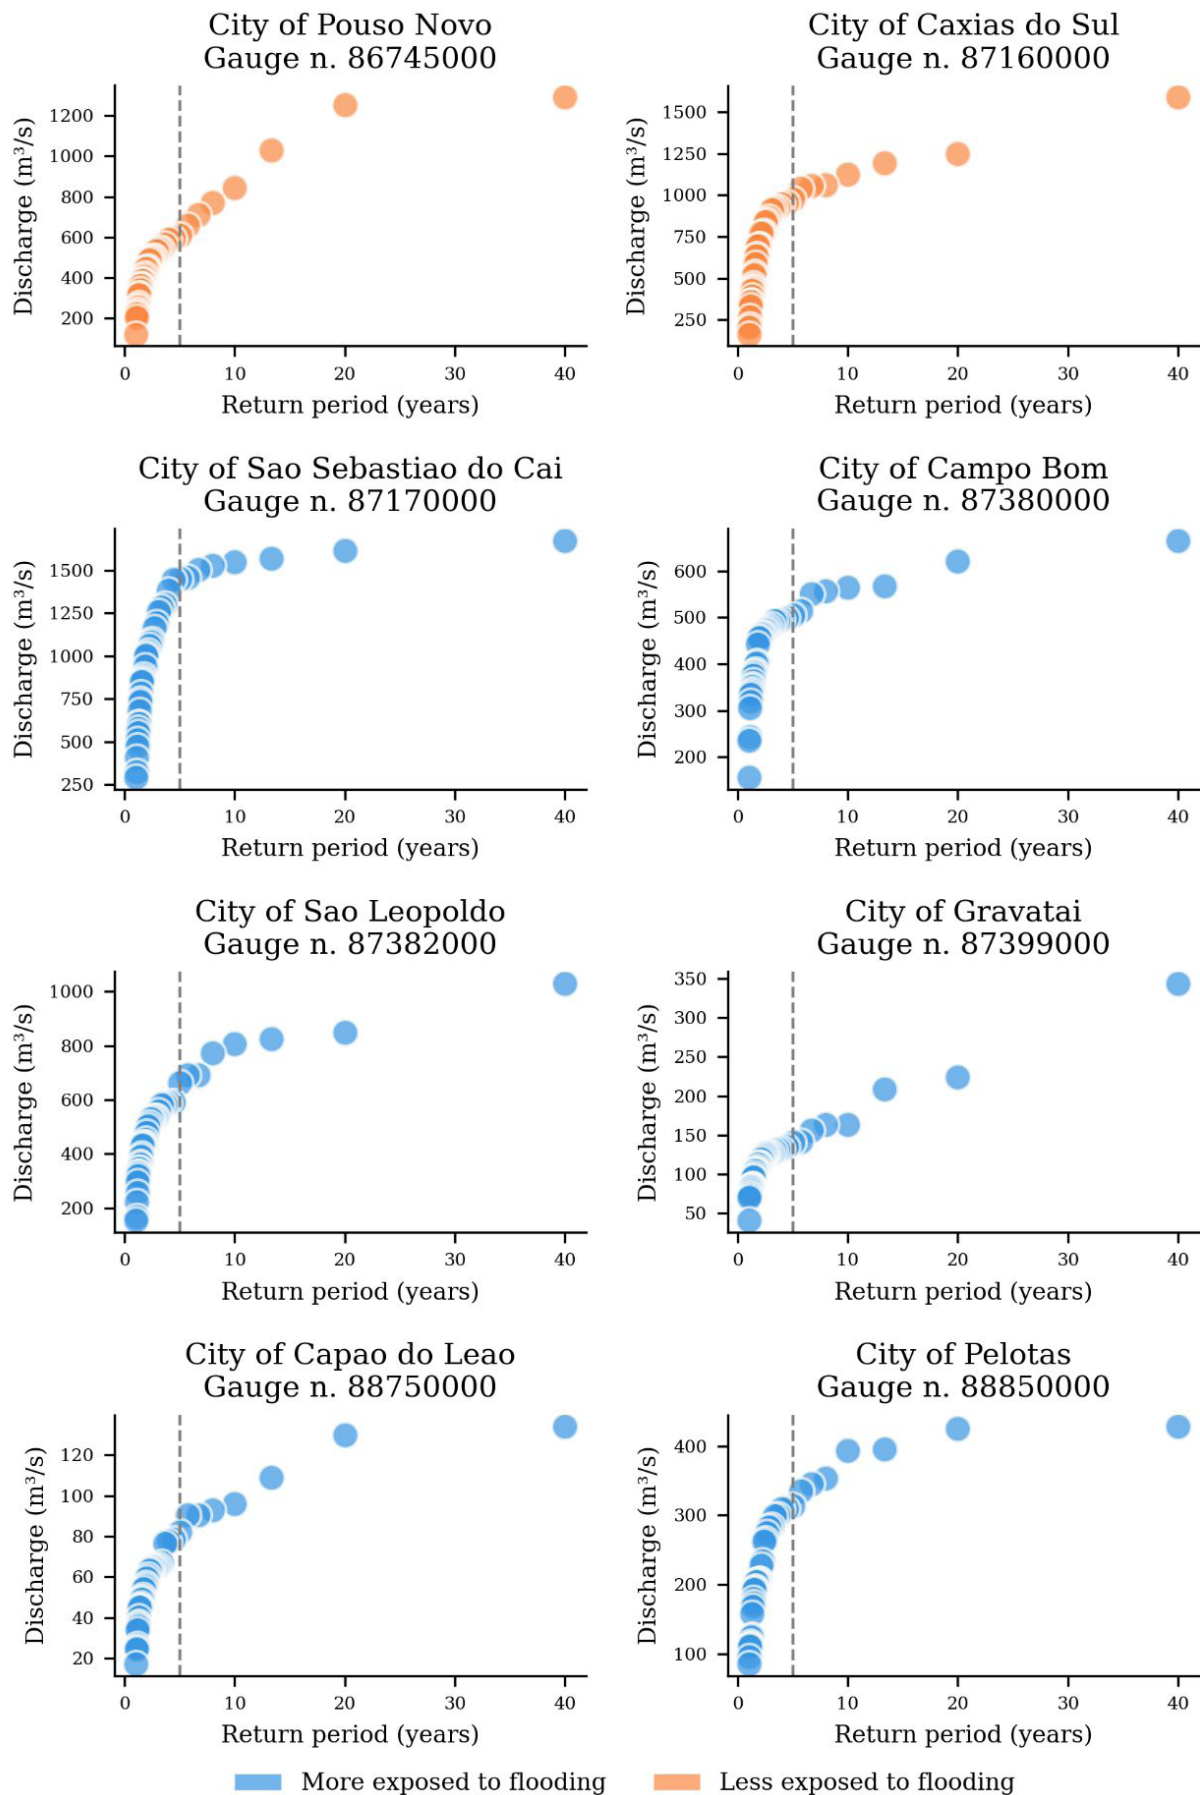 City of Pouso Novo
Gauge n. 86745000
Discharge (m³/s)
1200
1000
800
600
400
200
0
10
20
30
40
Return period (years)
City of Caxias do Sul
Gauge n. 87160000
Discharge (m³/s)
1500
1250
1000
750
500
250
0
10
20
30
40
Return period (years)
City of Sao Sebastiao do Cai
Gauge n. 87170000
Discharge (m³/s)
1500
1250
1000
750
500
250
0
10
20
30
40
Return period (years)
City of Campo Bom
Gauge n. 87380000
Discharge (m³/s)
600
500
400
300
200
0
10
20
30
40
Return period (years)
City of Sao Leopoldo
Gauge n. 87382000
Discharge (m³/s)
1000
800
600
400
200
0
10
20
30
40
Return period (years)
City of Gravatai
Gauge n. 87399000
Discharge (m³/s)
350
300
250
200
150
100
50
0
10
20
30
40
Return period (years)
City of Capao do Leao
Gauge n. 88750000
Discharge (m³/s)
120
100
80
60
40
20
0
10
20
30
40
Return period (years)
City of Pelotas
Gauge n. 88850000
Discharge (m³/s)
400
300
200
100
0
10
20
30
40
Return period (years)
More exposed to flooding
Less exposed to flooding